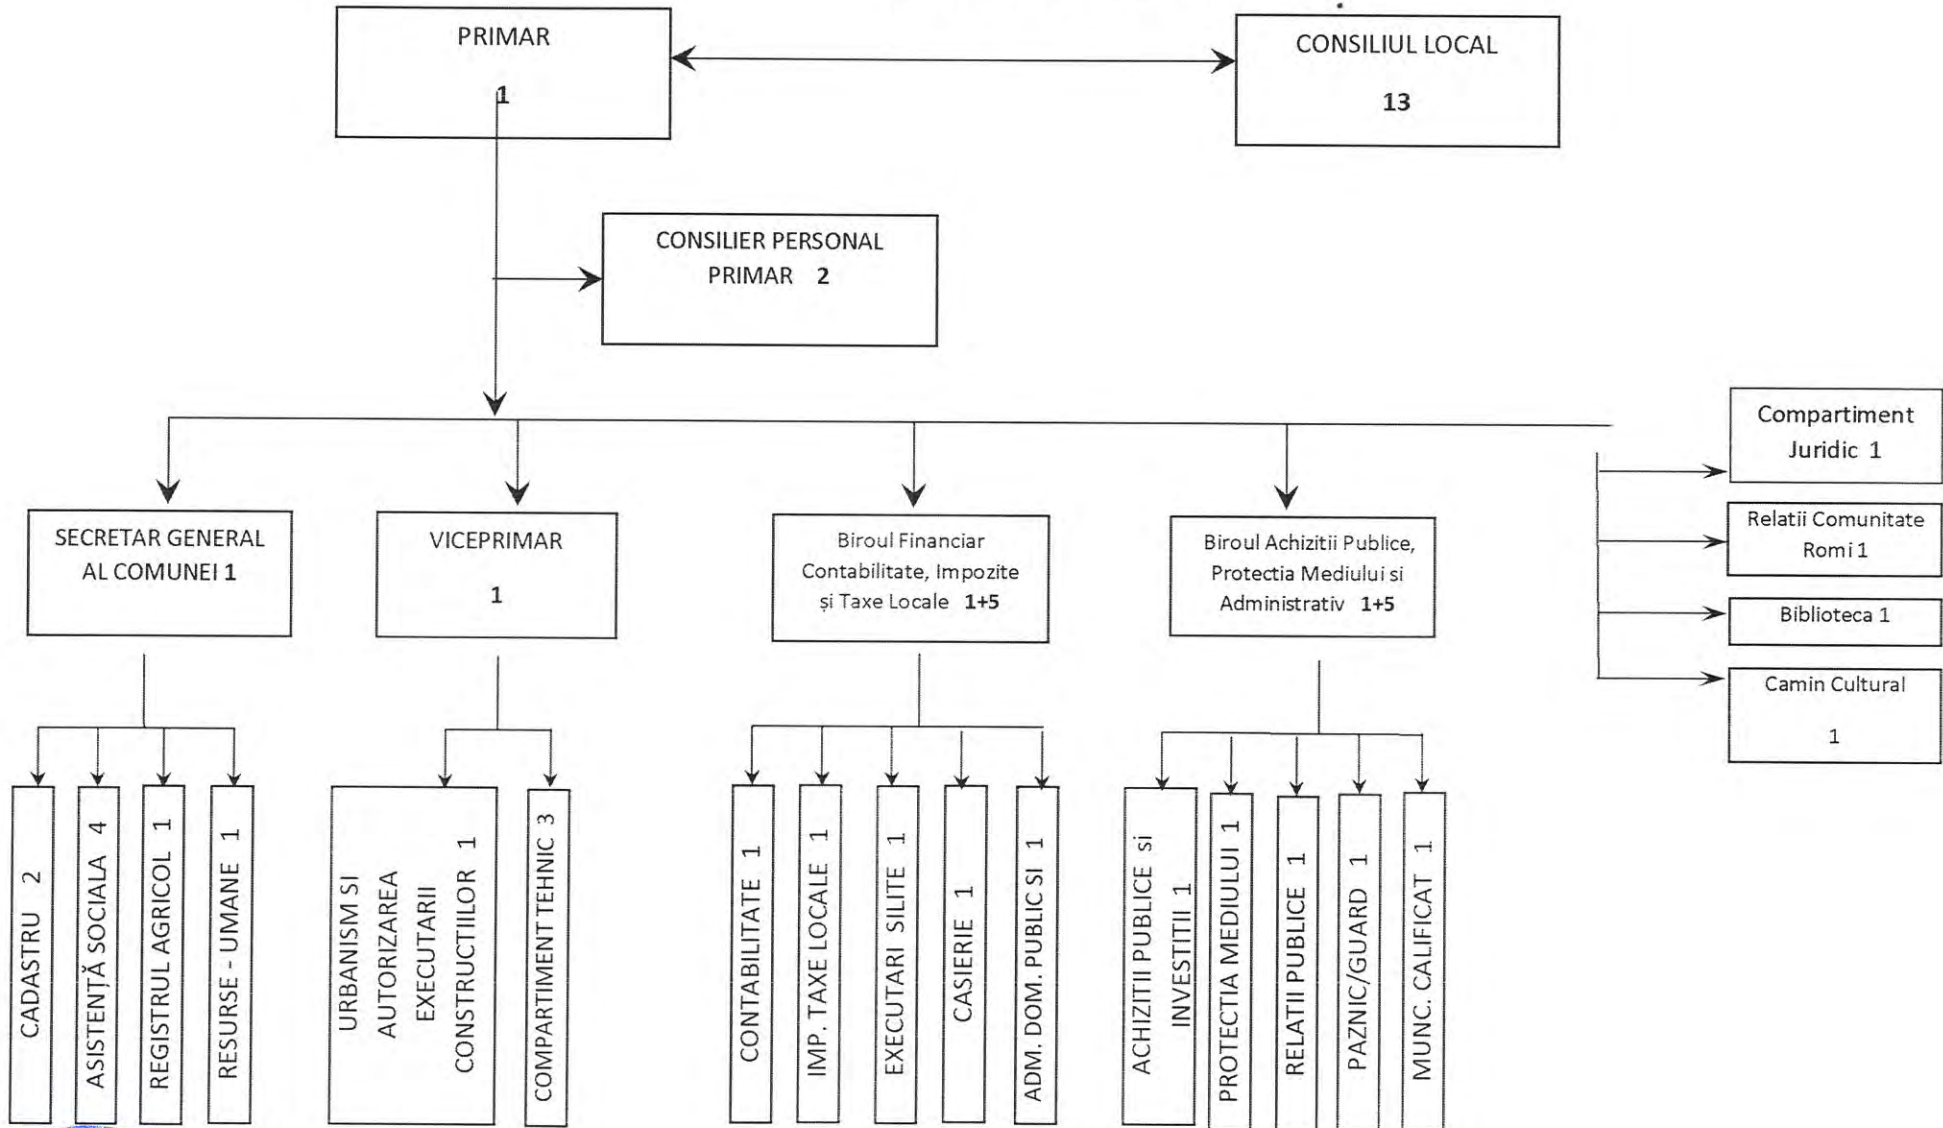 PRIMAR
1
CONSILIUL LOCAL
13
CONSILIER PERSONAL
PRIMAR 2
Compartiment
Juridic 1
Relatii Comunitate
Romi 1
Biblioteca 1
Camin Cultural
1
SECRETAR GENERAL
AL COMUNEI 1
VICEPRIMAR
1
Biroul Financiar
Contabilitate, Impozite
și Taxe Locale 1+5
Biroul Achizitii Publice,
Protectia Mediului si
Administrativ 1+5
CADASTRU 2
ASISTENȚĂ SOCIALA 4
REGISTRUL AGRICOL 1
RESURSE - UMANE 1
URBANISM SI
AUTORIZAREA
EXECUTARII
CONSTRUCTIILOR 1
COMPARTIMENT TEHNIC 3
CONTABILITATE 1
IMP. TAXE LOCALE 1
EXECUTARI SILITE 1
CASIERIE 1
ADM. DOM. PUBLIC SI 1
ACHIZITII PUBLICE si
INVESTITII 1
PROTECTIA MEDIULUI 1
RELATII PUBLICE 1
PAZNIC/GUARD 1
MUNC. CALIFICAT 1